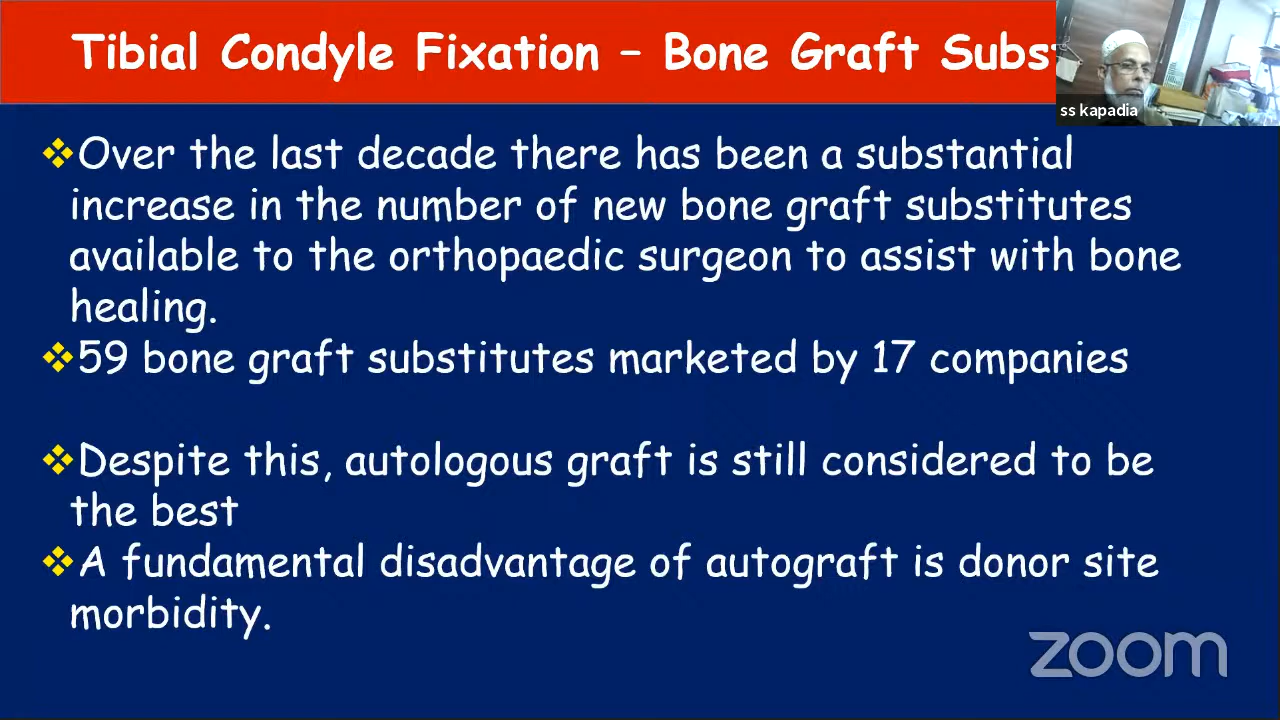 Tibial Condyle Fixation – Bone Graft Subs
ss kapadia
❖Over the last decade there has been a substantial
increase in the number of new bone graft substitutes
available to the orthopaedic surgeon to assist with bone
healing.
❖59 bone graft substitutes marketed by 17 companies
❖Despite this, autologous graft is still considered to be
the best
❖A fundamental disadvantage of autograft is donor site
morbidity.
zoom